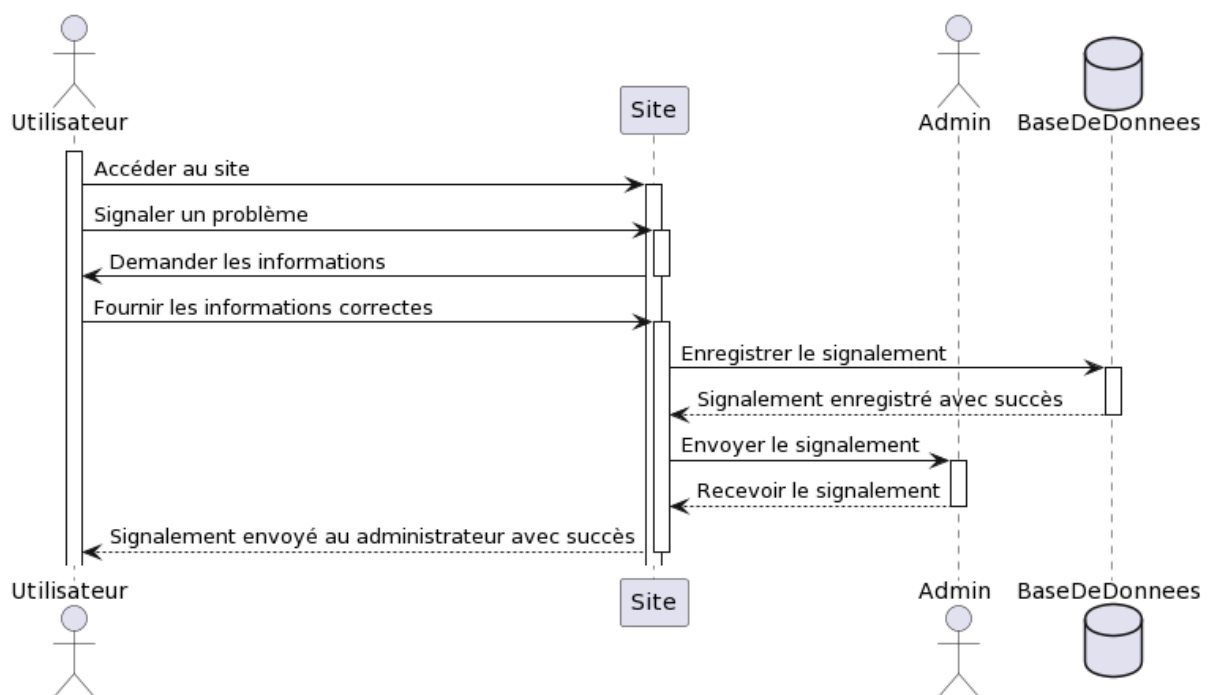 Utilisateur
Site
Admin
BaseDeDonnees
Accéder au site
Signaler un problème
Demander les informations
Fournir les informations correctes
Enregistrer le signalement
Signalement enregistré avec succès
Envoyer le signalement
Recevoir le signalement
Signalement envoyé au administrateur avec succès
Utilisateur
Site
Admin
BaseDeDonnees